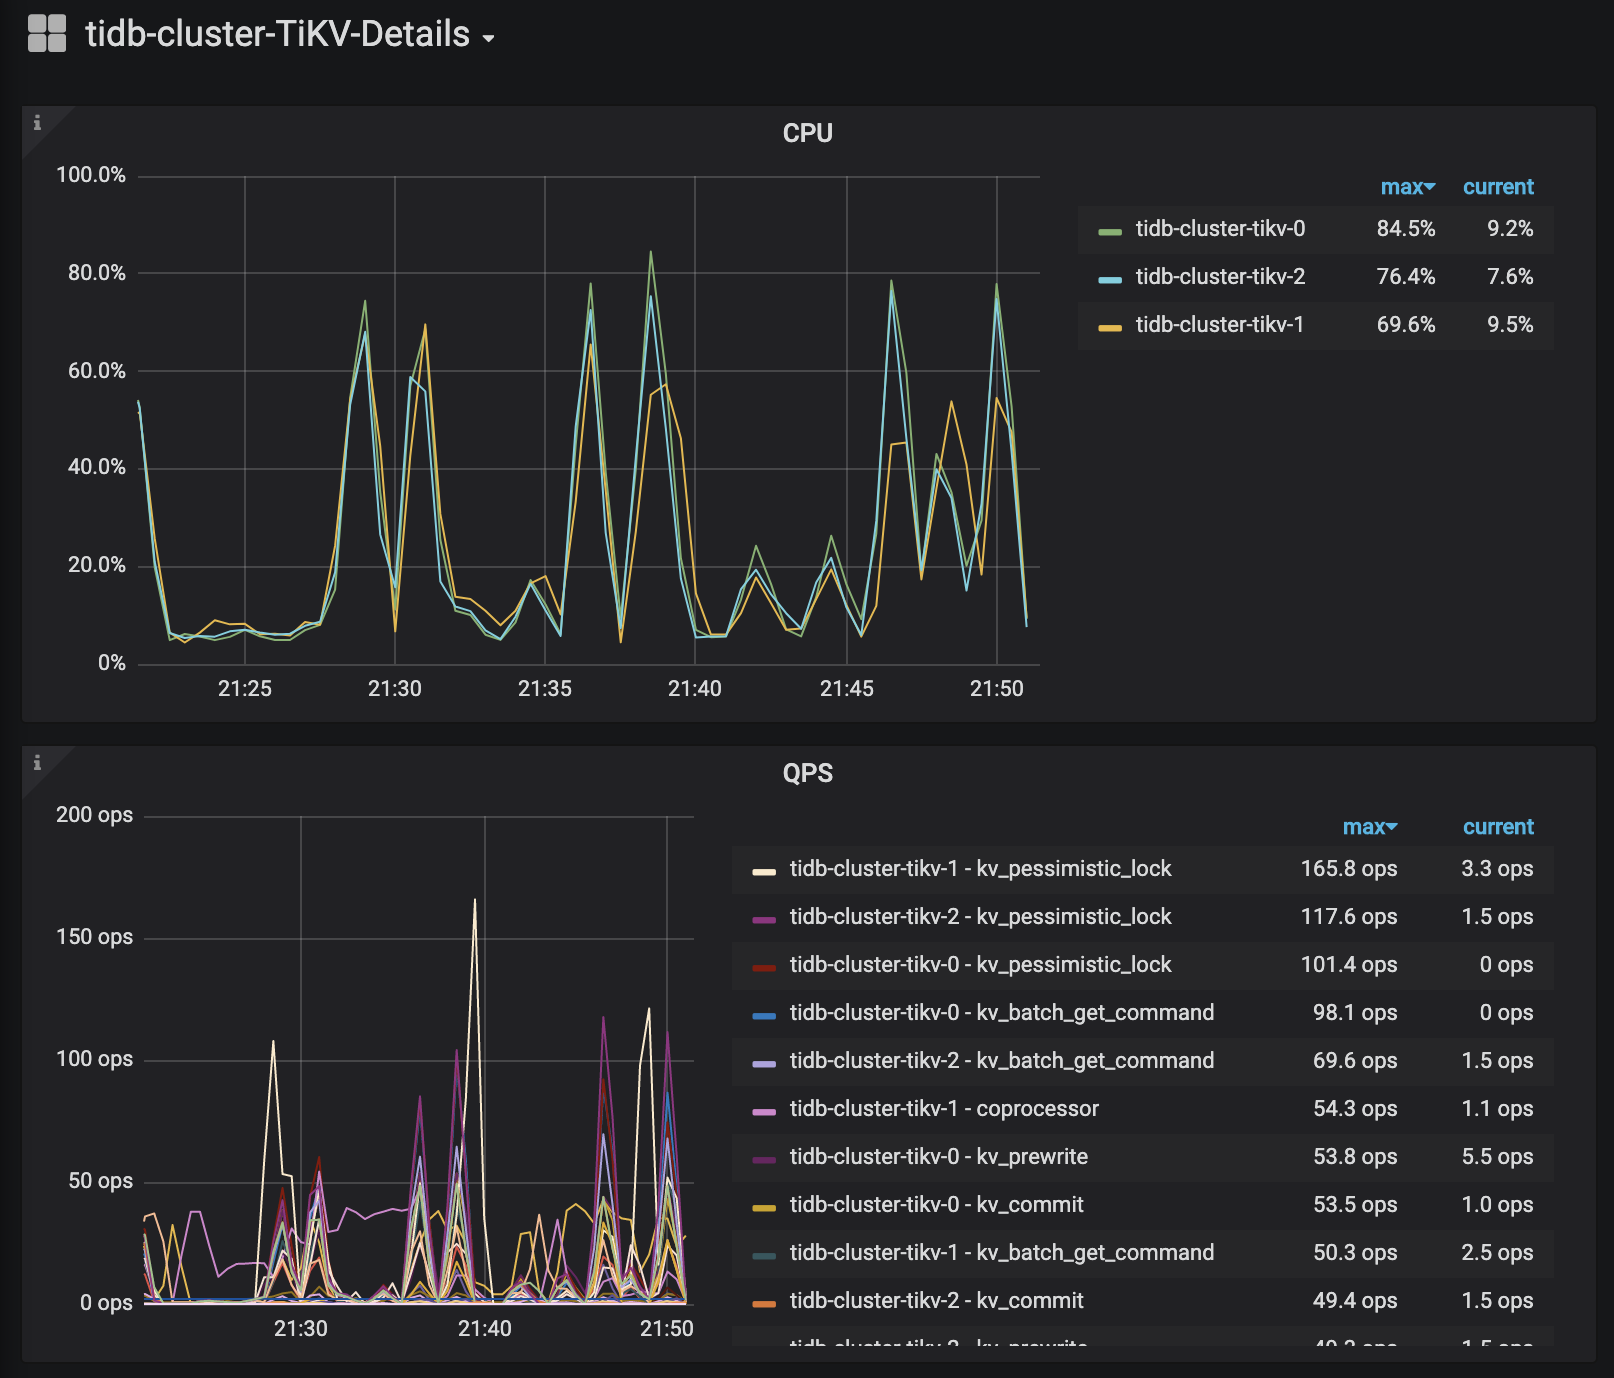 tidb-cluster-TiKV-Details
CPU
100.0%
80.0%
60.0%
40.0%
20.0%
0%
21:25 21:30 21:35 21:40 21:45 21:50
max current
tidb-cluster-tikv-0 84.5% 9.2%
tidb-cluster-tikv-2 76.4% 7.6%
tidb-cluster-tikv-1 69.6% 9.5%
QPS
200 ops
150 ops
100 ops
50 ops
0 ops
21:30 21:40 21:50
max current
tidb-cluster-tikv-1 - kv_pessimistic_lock 165.8 ops 3.3 ops
tidb-cluster-tikv-2 - kv_pessimistic_lock 117.6 ops 1.5 ops
tidb-cluster-tikv-0 - kv_pessimistic_lock 101.4 ops 0 ops
tidb-cluster-tikv-0 - kv_batch_get_command 98.1 ops 0 ops
tidb-cluster-tikv-2 - kv_batch_get_command 69.6 ops 1.5 ops
tidb-cluster-tikv-1 - coprocessor 54.3 ops 1.1 ops
tidb-cluster-tikv-0 - kv_prewrite 53.8 ops 5.5 ops
tidb-cluster-tikv-0 - kv_commit 53.5 ops 1.0 ops
tidb-cluster-tikv-1 - kv_batch_get_command 50.3 ops 2.5 ops
tidb-cluster-tikv-2 - kv_commit 49.4 ops 1.5 ops